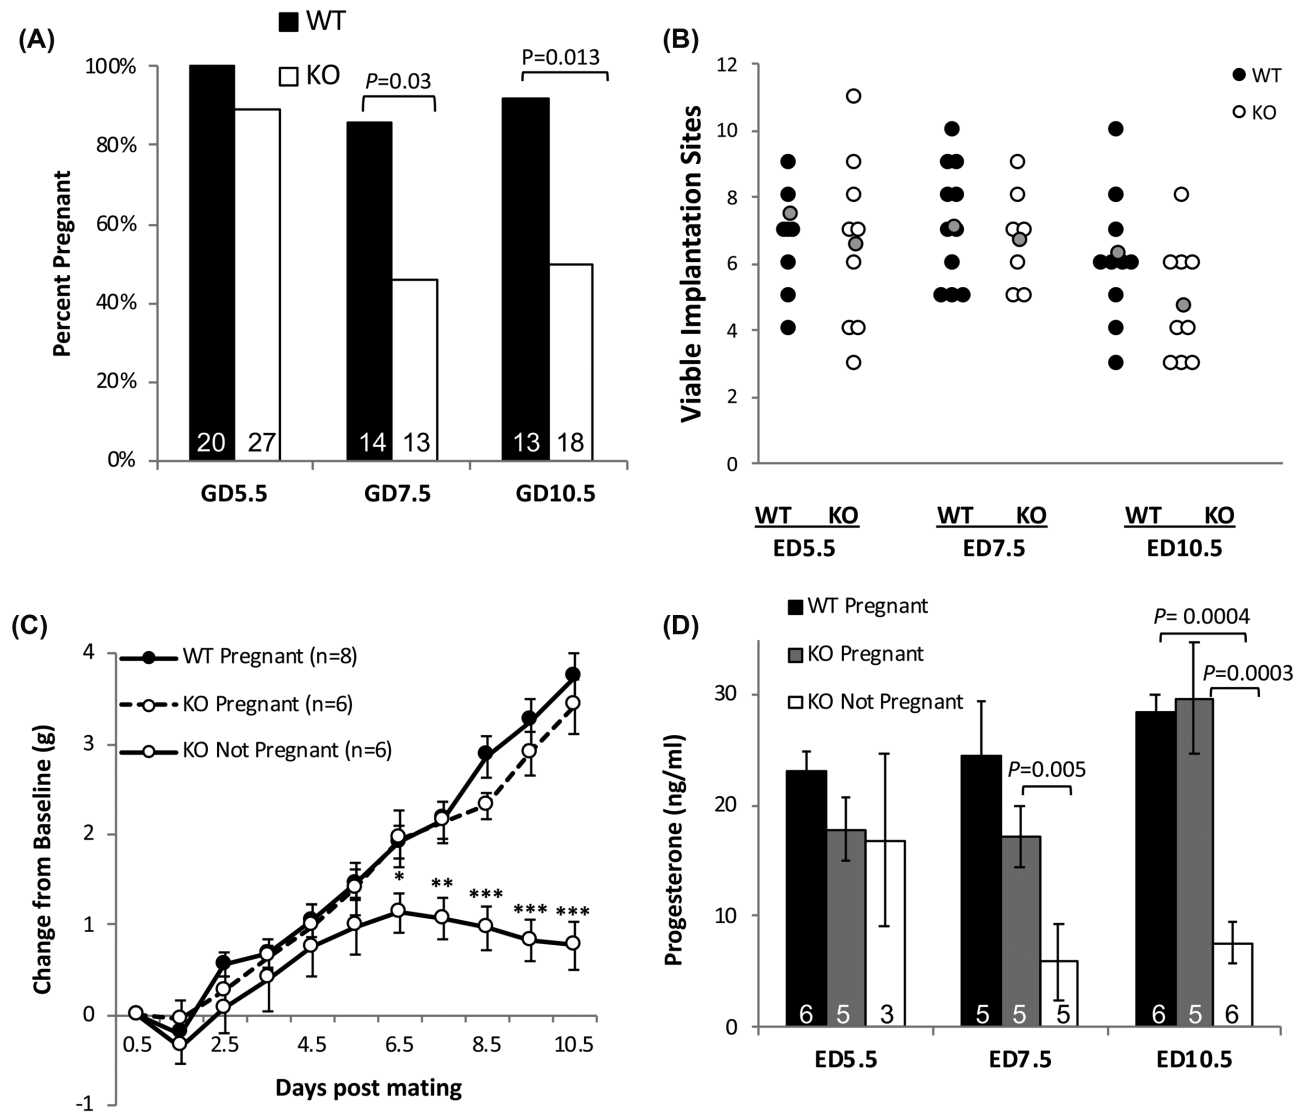 (A)
WT
KO
100%
80%
60%
40%
20%
0%
Percent Pregnant
P=0.03
P=0.013
20 27 14 13 13 18
GD5.5 GD7.5 GD10.5
(B)
12
10
8
6
4
2
0
Viable Implantation Sites
WT
KO
WT KO WT KO WT KO
ED5.5 ED7.5 ED10.5
(C)
4
3
2
1
0
-1
Change from Baseline (g)
WT Pregnant (n=8)
KO Pregnant (n=6)
KO Not Pregnant (n=6)
* ** *** *** ***
0.5 2.5 4.5 6.5 8.5 10.5
Days post mating
(D)
WT Pregnant
KO Pregnant
KO Not Pregnant
30
20
10
0
Progesterone (ng/ml)
P= 0.0004
P=0.0003
P=0.005
6 5 3 5 5 5 6 5 6
ED5.5 ED7.5 ED10.5